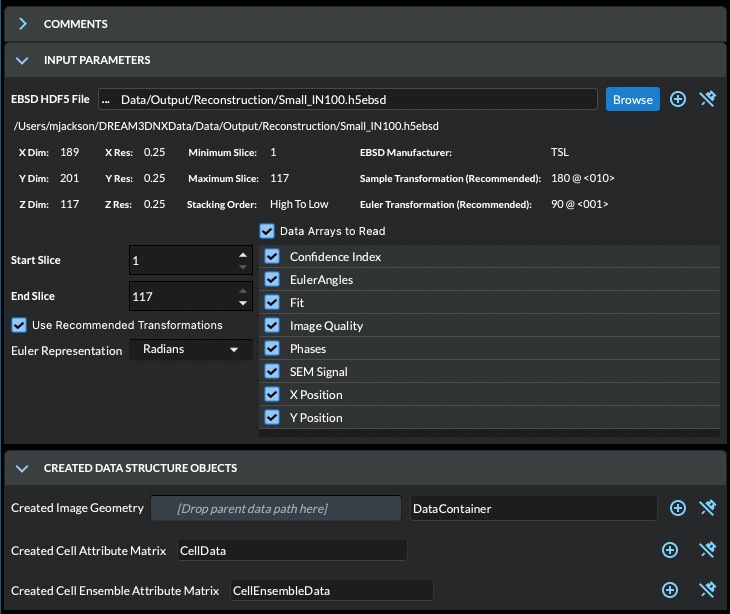 COMMENTS
INPUT PARAMETERS
EBSD HDF5 File ... Data/Output/Reconstruction/Small_IN100.h5ebsd Browse
/Users/mjackson/DREAM3DNXData/Data/Output/Reconstruction/Small_IN100.h5ebsd
X Dim: 189 X Res: 0.25 Minimum Slice: 1 EBSD Manufacturer: TSL
Y Dim: 201 Y Res: 0.25 Maximum Slice: 117 Sample Transformation (Recommended): 180 @ <010>
Z Dim: 117 Z Res: 0.25 Stacking Order: High To Low Euler Transformation (Recommended): 90 @ <001>
Data Arrays to Read
Start Slice 1
End Slice 117
Use Recommended Transformations
Euler Representation Radians
Confidence Index
EulerAngles
Fit
Image Quality
Phases
SEM Signal
X Position
Y Position
CREATED DATA STRUCTURE OBJECTS
Created Image Geometry [Drop parent data path here] DataContainer
Created Cell Attribute Matrix CellData
Created Cell Ensemble Attribute Matrix CellEnsembleData